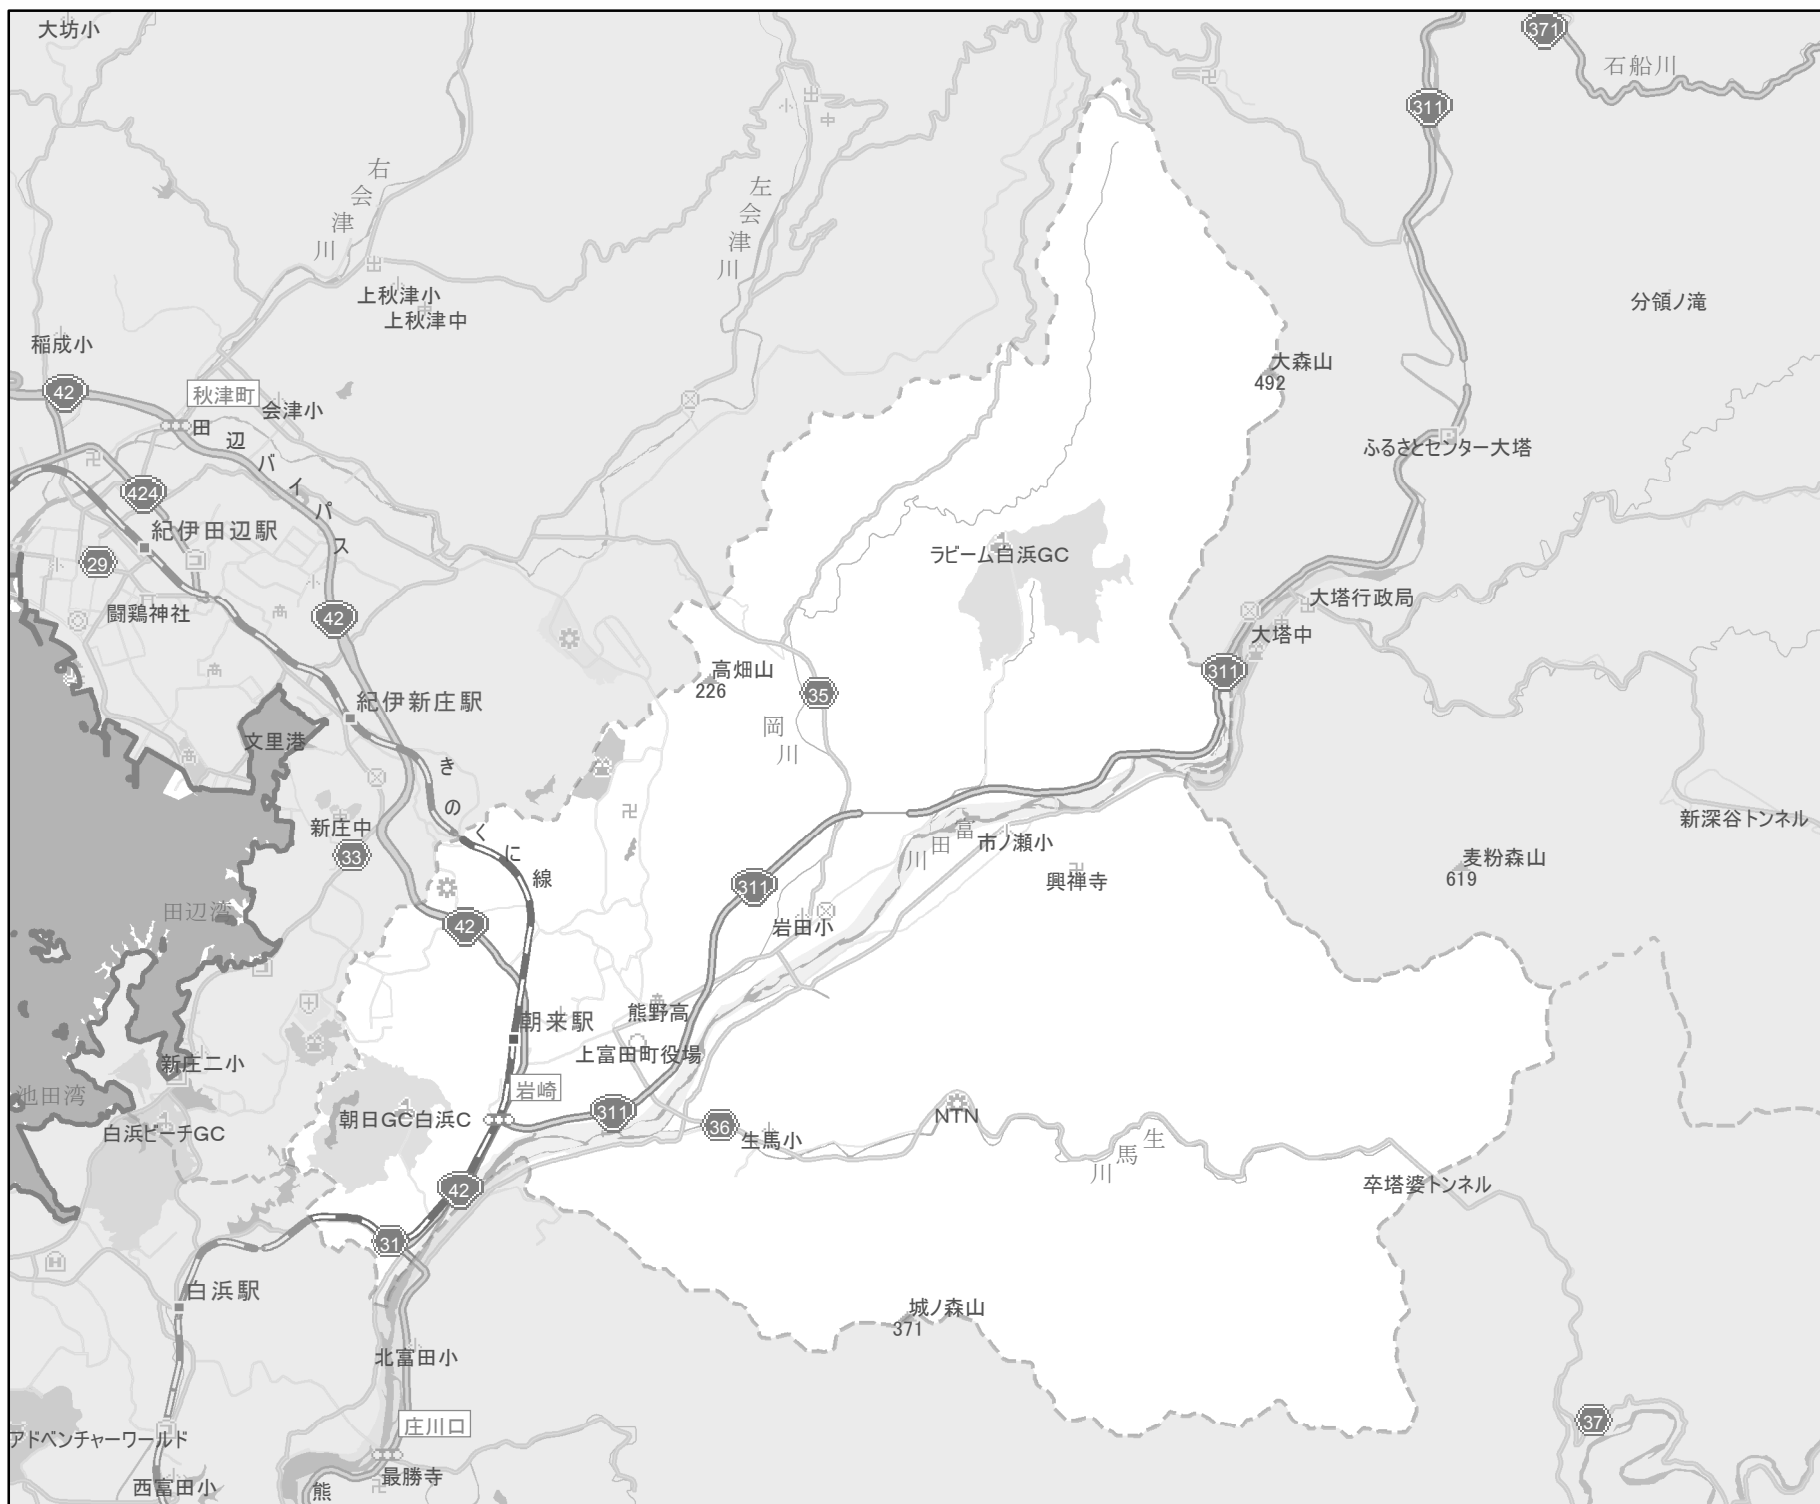 大坊小
371
石船川
311
右会津川
左会津川
上秋津小
上秋津中
分領ノ滝
稲成小
42
秋津町
会津小
大森山
492
田辺バイパス
ふるさとセンター大塔
424
紀伊田辺駅
29
ラビーム白浜GC
闘鶏神社
42
大塔行政局
大塔中
311
高畑山
226
35
紀伊新庄駅
岡川
文里港
きのくに線
新庄中
33
富田川
市ノ瀬小
新深谷トンネル
麦粉森山
619
興禅寺
311
田辺湾
42
岩田小
熊野高
朝来駅
上富田町役場
新庄二小
池田湾
岩崎
朝日GC白浜C
311
36
NTN
白浜ビーチGC
生馬小
生馬川
42
卒塔婆トンネル
31
白浜駅
城ノ森山
371
北富田小
庄川口
37
アドベンチャーワールド
最勝寺
西富田小
熊